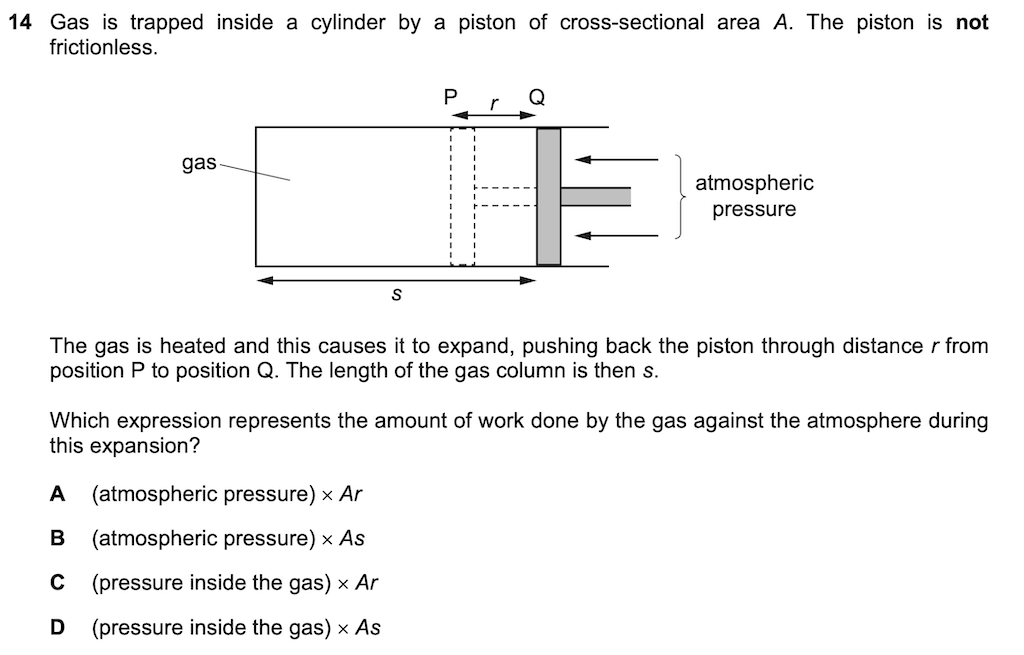 14 Gas is trapped inside a cylinder by a piston of cross-sectional area A. The piston is not
frictionless.
P r Q
gas
atmospheric
pressure
s
The gas is heated and this causes it to expand, pushing back the piston through distance r from
position P to position Q. The length of the gas column is then s.
Which expression represents the amount of work done by the gas against the atmosphere during
this expansion?
A (atmospheric pressure) × Ar
B (atmospheric pressure) × As
C (pressure inside the gas) × Ar
D (pressure inside the gas) × As